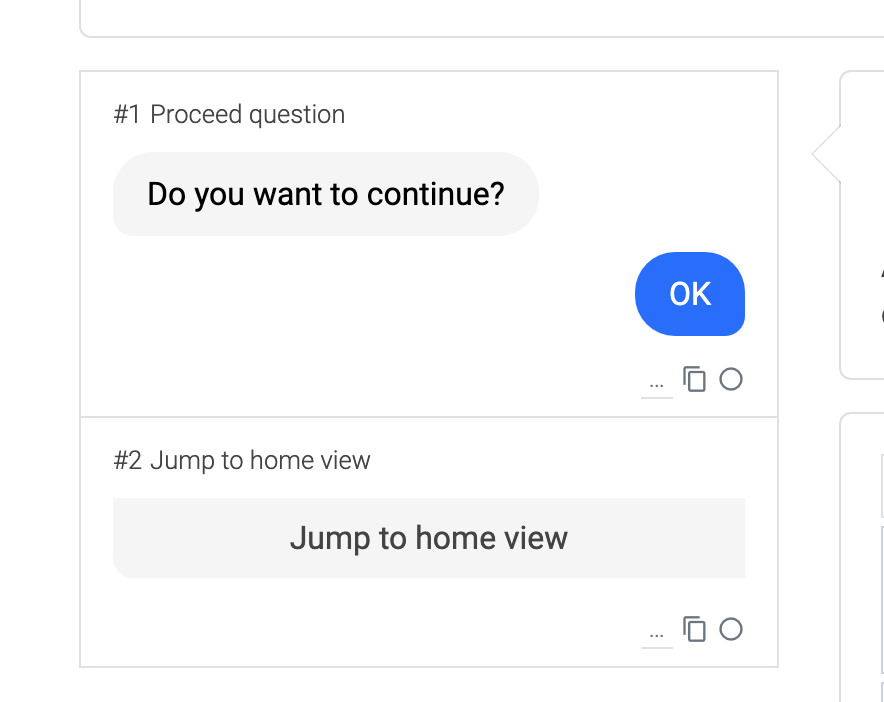 #1 Proceed question
Do you want to continue?
OK
...
#2 Jump to home view
Jump to home view
...